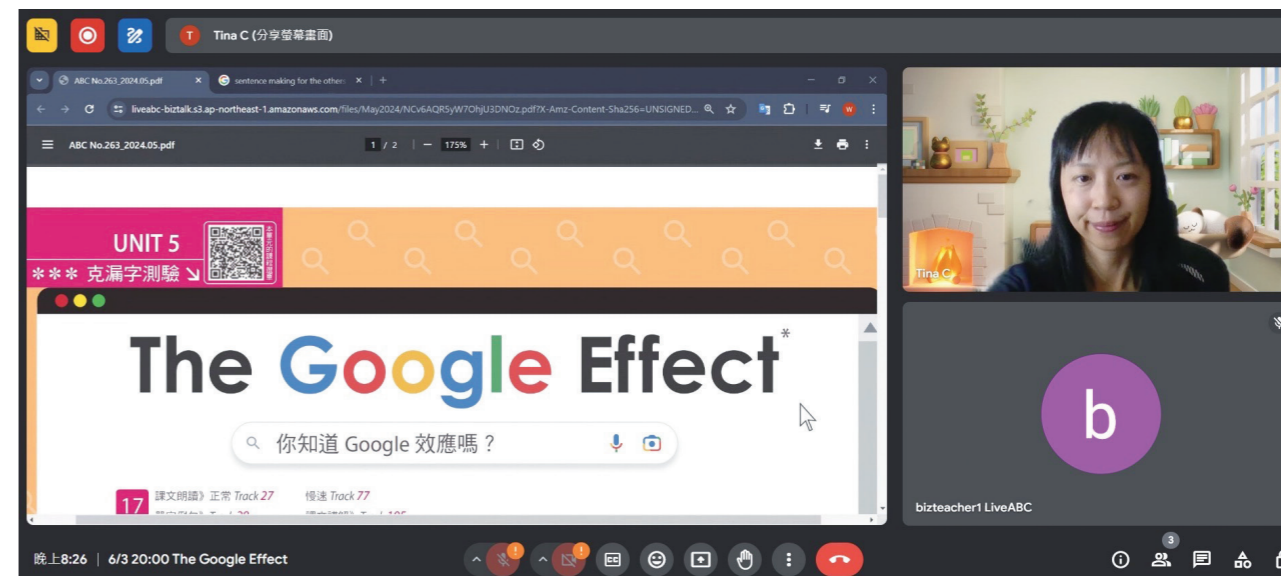 T Tina C (分享螢幕畫面)
ABC No.263_2024.05.pdf
sentence making for the other
liveabc-biztalk.s3.ap-northeast-1.amazonaws.com/files/May2024/NCv6AQR5yW7OhjU3DNOz.pdf?X-Amz-Content-Sha256=UNSIGNED...
ABC No.263_2024.05.pdf
1 / 2 | − 175% +
UNIT 5
*** 克漏字測驗
The Google Effect*
你知道 Google 效應嗎？
17 課文朗讀》正常 Track 27 慢速 Track 77
Tina C
b
bizteacher1 LiveABC
晚上8:26 | 6/3 20:00 The Google Effect
3